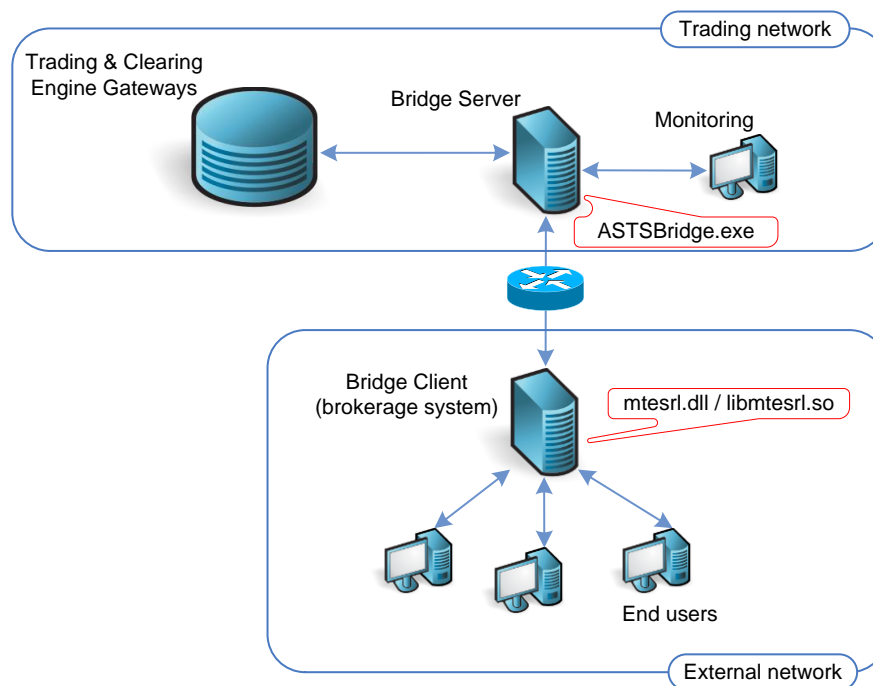 Trading network
Trading & Clearing
Engine Gateways
Bridge Server
Monitoring
ASTSBridge.exe
Bridge Client
(brokerage system)
mtesrl.dll / libmtesrl.so
End users
External network